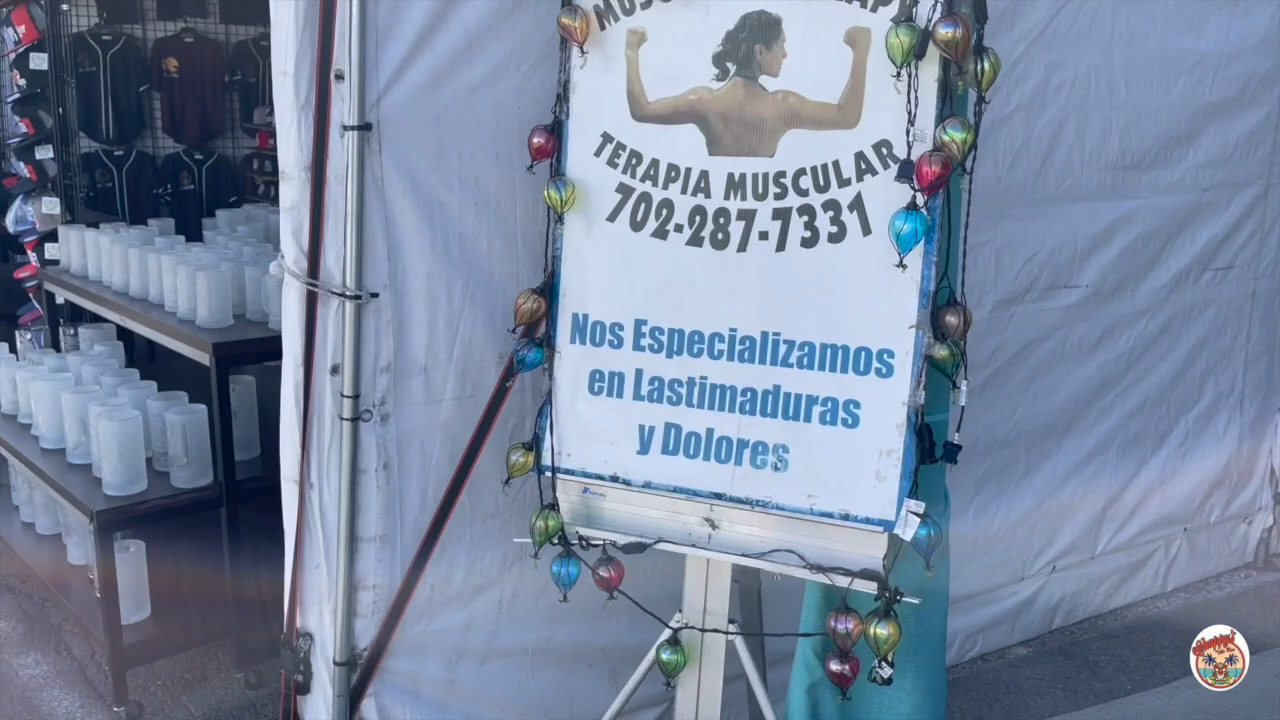 TERAPIA MUSCULAR
702-287-7331
Nos Especializamos
en Lastimaduras
y Dolores